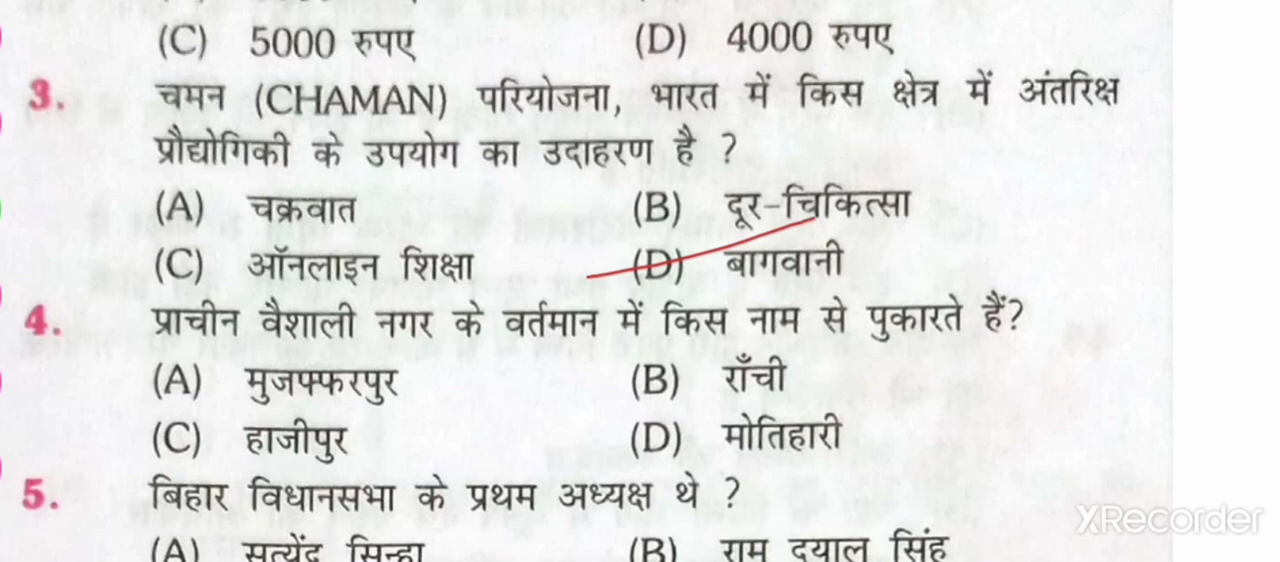 (C) 5000 रुपए (D) 4000 रुपए
3. चमन (CHAMAN) परियोजना, भारत में किस क्षेत्र में अंतरिक्ष
प्रौद्योगिकी के उपयोग का उदाहरण है ?
(A) चक्रवात (B) दूर-चिकित्सा
(C) ऑनलाइन शिक्षा (D) बागवानी
4. प्राचीन वैशाली नगर के वर्तमान में किस नाम से पुकारते हैं?
(A) मुजफ्फरपुर (B) राँची
(C) हाजीपुर (D) मोतिहारी
5. बिहार विधानसभा के प्रथम अध्यक्ष थे ?
(A) सत्येंद्र सिन्हा (B) राम दयालु सिंह
XRecorder